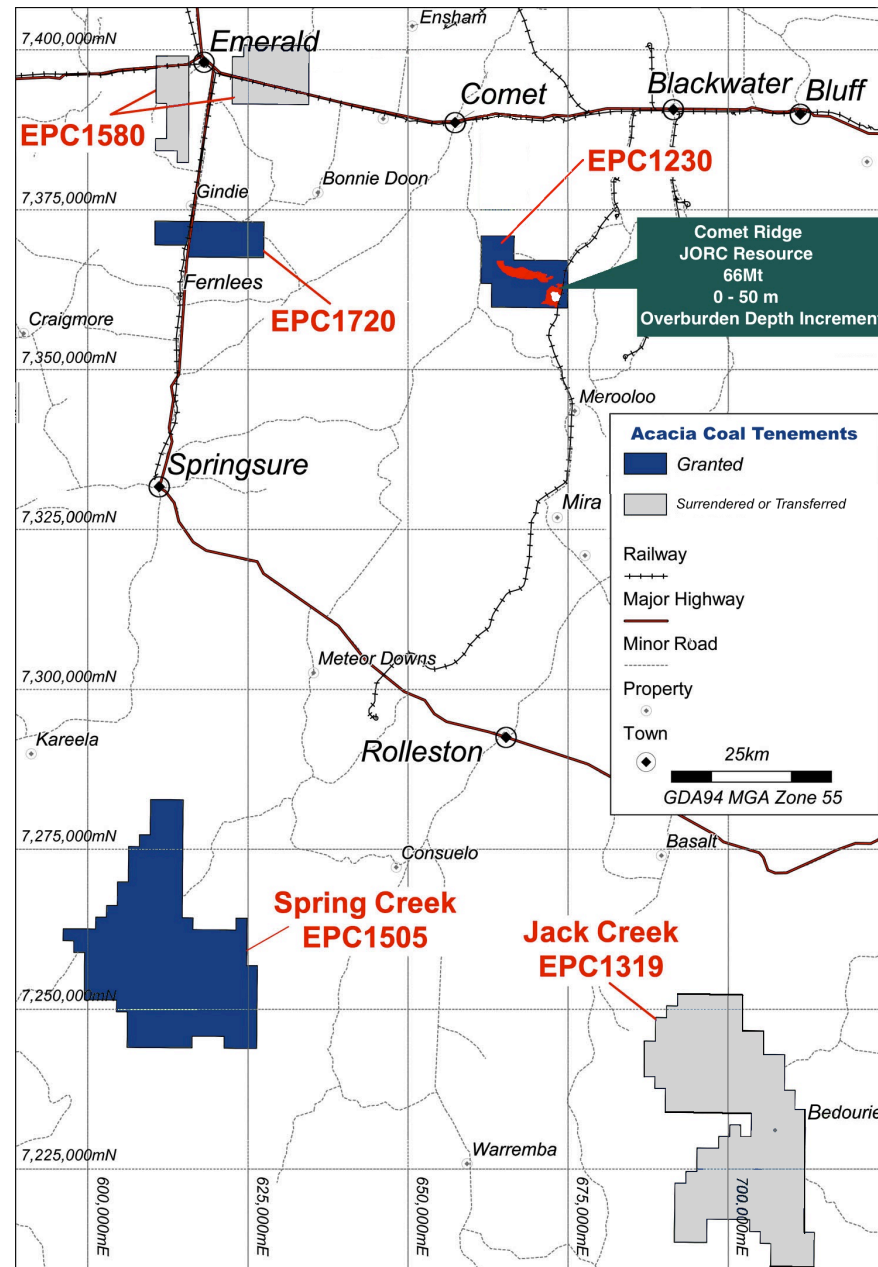 Ensham
7,400,000mN
Emerald
Blackwater
Bluff
Comet
EPC1580
EPC1230
Bonnie Doon
7,375,000mN
Gindie
Comet Ridge
JORC Resource
66Mt
0 - 50 m
Overburden Depth Increment
Fernlees
EPC1720
Craigmore
7,350,000mN
Merooloo
Acacia Coal Tenements
Granted
Surrendered or Transferred
Railway
Major Highway
Minor Road
Property
Town
25km
GDA94 MGA Zone 55
Springsure
Mira
7,325,000mN
Meteor Downs
7,300,000mN
Kareela
Rolleston
7,275,000mN
Consuelo
Basalt
Spring Creek
EPC1505
Jack Creek
EPC1319
7,250,000mN
Bedourie
Warremba
7,225,000mN
600,000mE
625,000mE
650,000mE
675,000mE
700,000mE